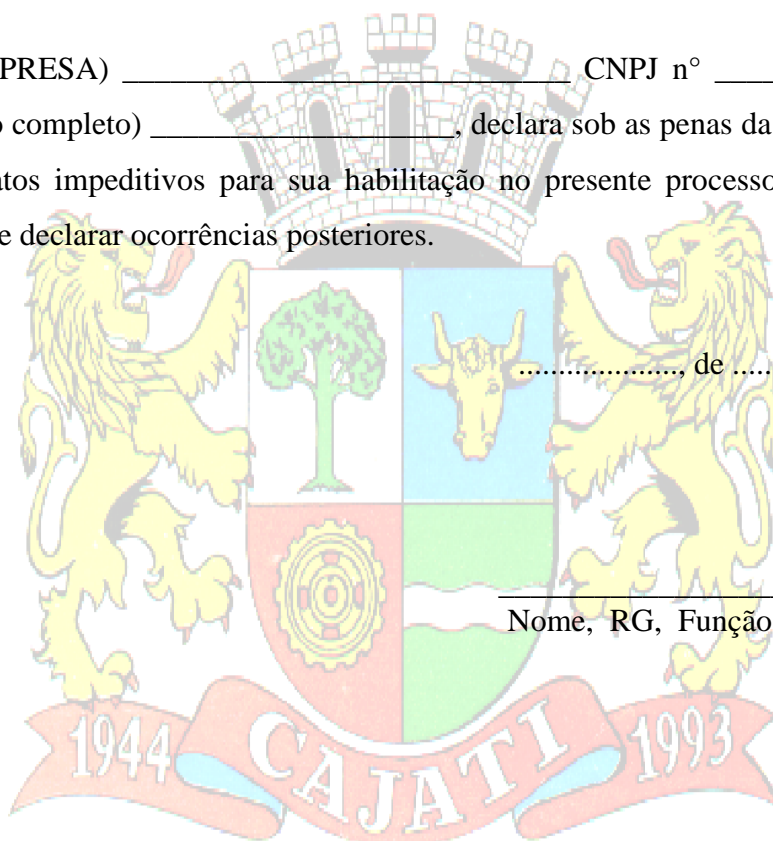 PRESA) ____________________________ CNPJ n° ____
o completo) ___________________, declara sob as penas da
atos impeditivos para sua habilitação no presente processo
e declarar ocorrências posteriores.
...................., de .....
__________________
Nome, RG, Função
1944 CAJATI 1993